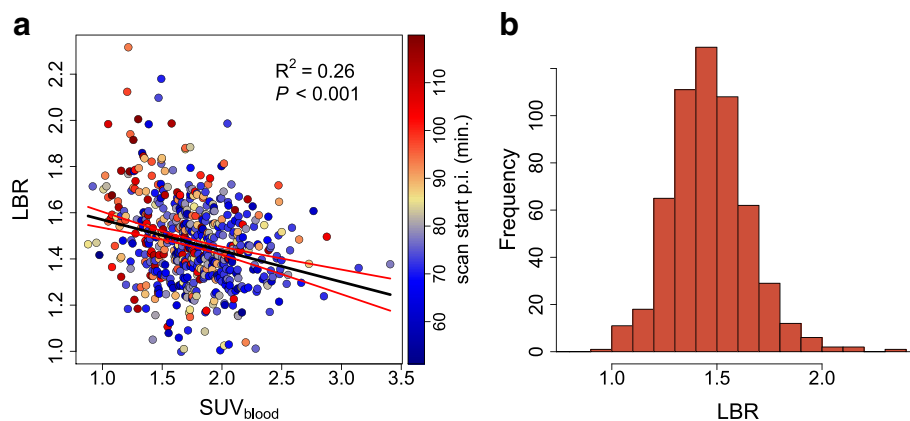 a
b
R² = 0.26
P < 0.001
LBR
2.2
2.0
1.8
1.6
1.4
1.2
1.0
1.0 1.5 2.0 2.5 3.0 3.5
SUVblood
110
100
90
80
70
60
scan start p.i. (min.)
Frequency
100
80
60
40
20
0
1.0 1.5 2.0
LBR